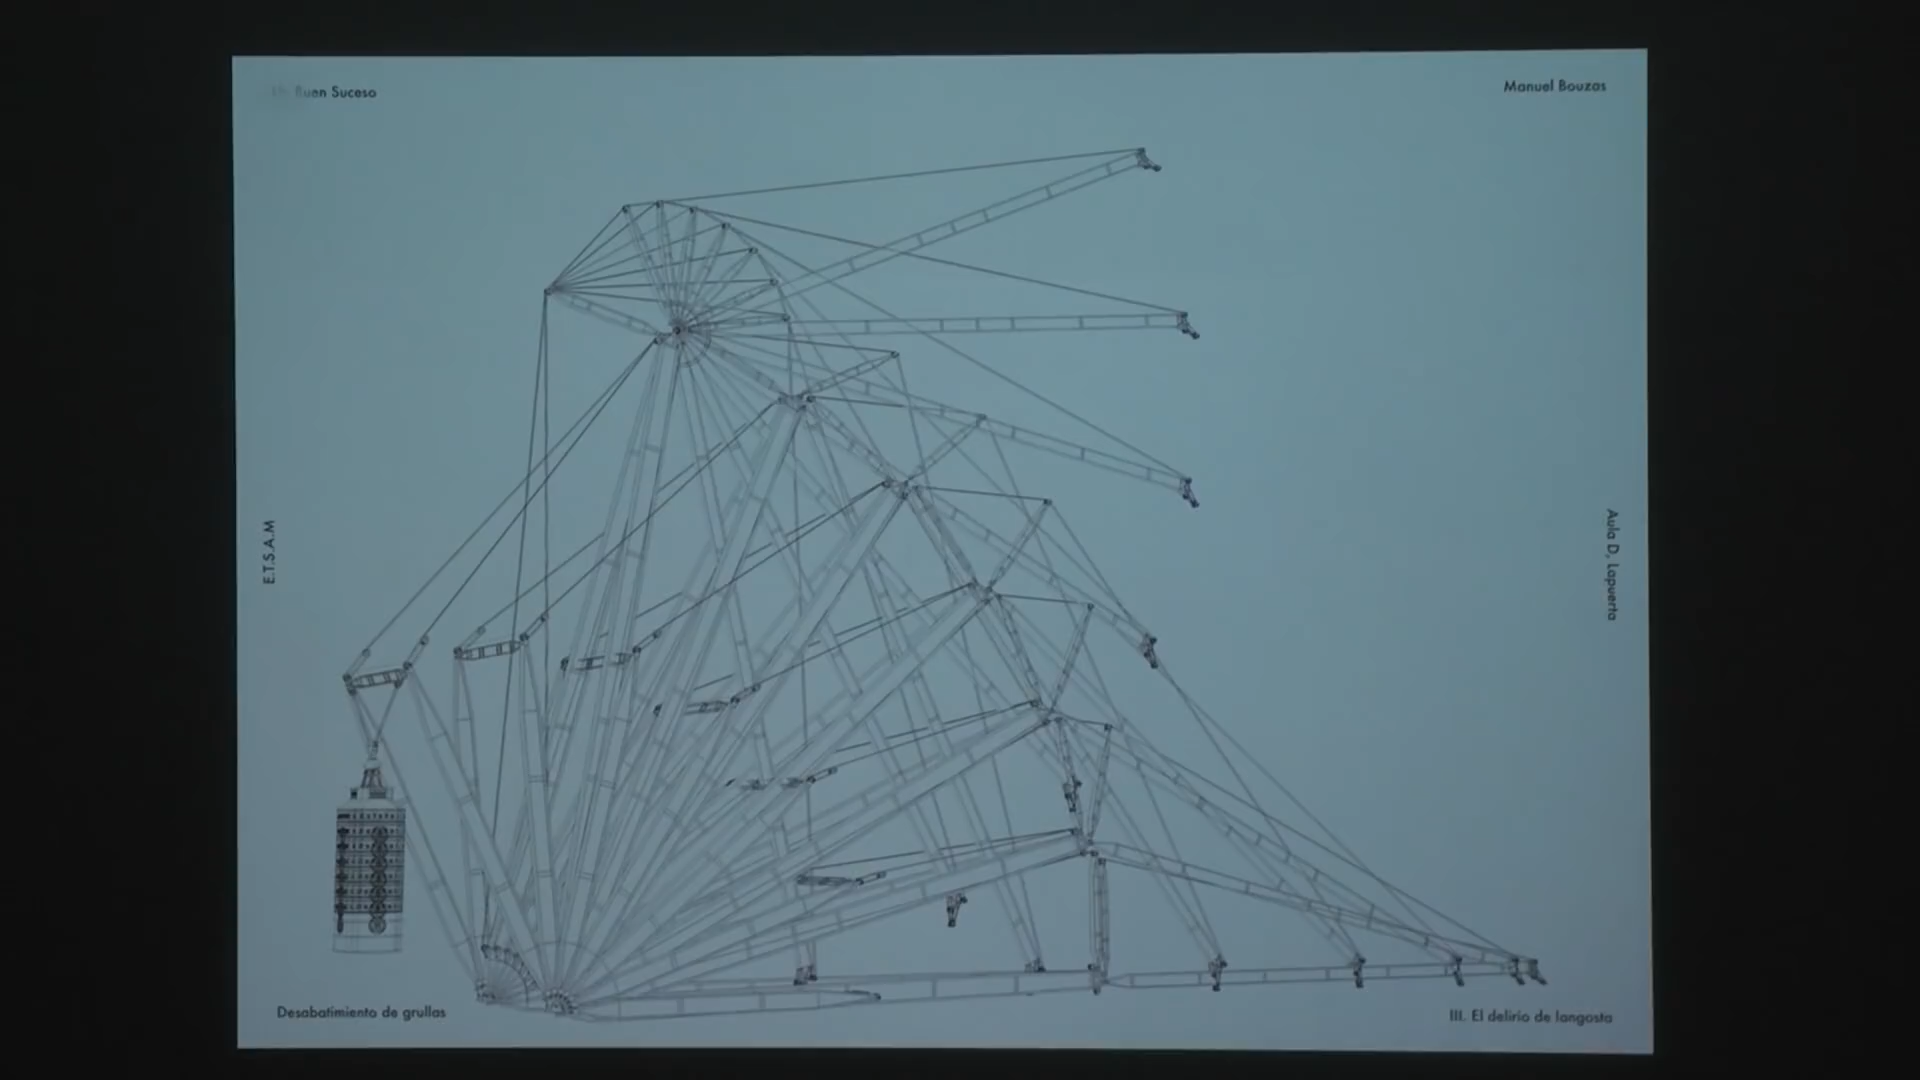 Buen Suceso
Manuel Bouzas
E.T.S.A.M
Aula D, Lapuerta
Desabatimiento de grullas
III. El delirio de langosta